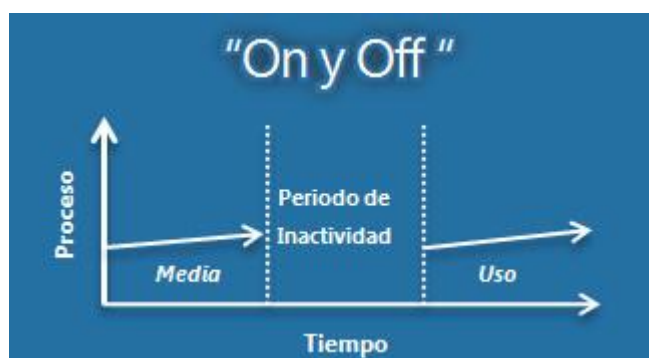 "On y Off "
Proceso
Periodo de
Inactividad
Media
Uso
Tiempo